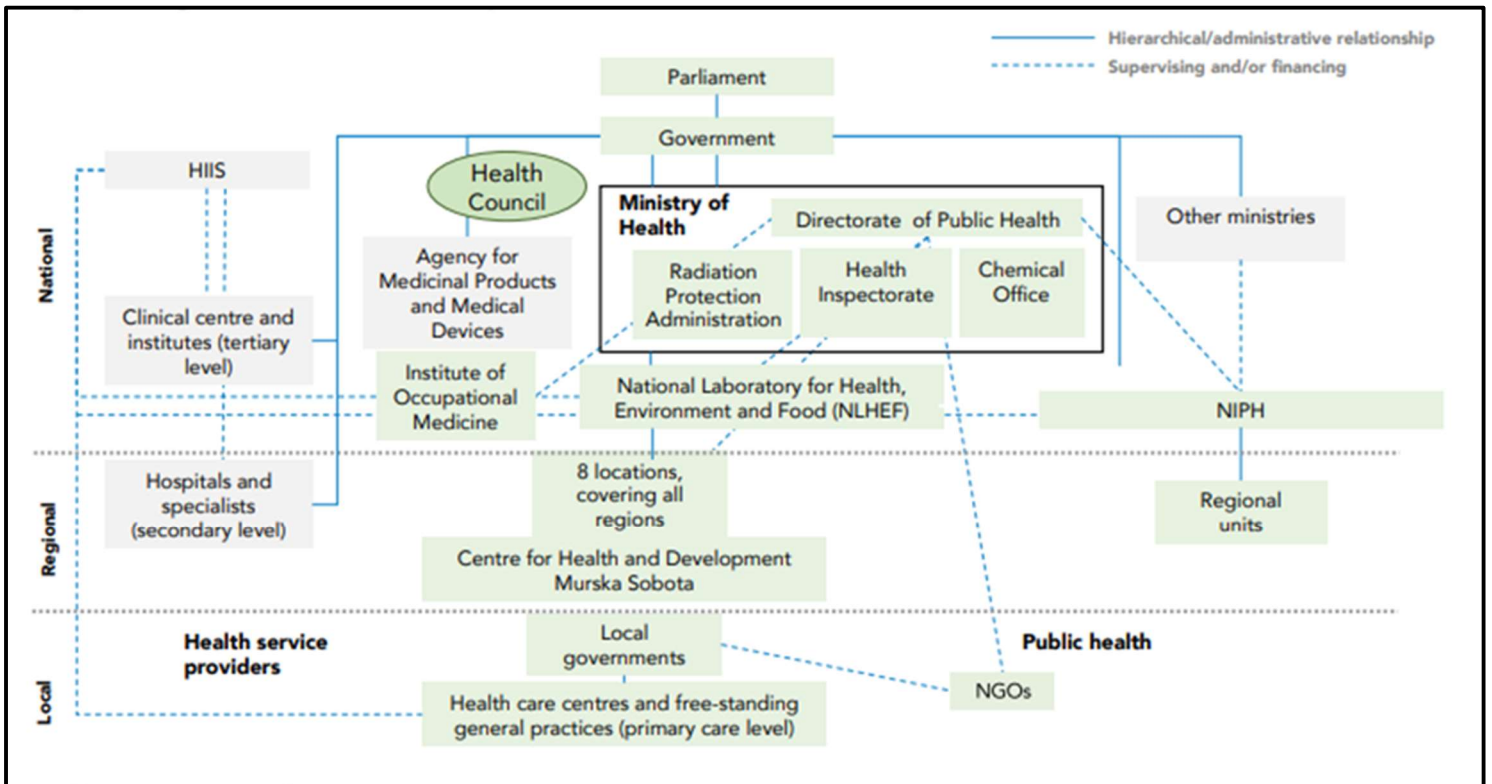 Hierarchical/administrative relationship
Supervising and/or financing
Parliament
Government
HIIS
Health
Council
Ministry of
Health
Directorate of Public Health
Other ministries
National
Agency for
Medicinal Products
and Medical
Devices
Radiation
Protection
Administration
Health
Inspectorate
Chemical
Office
Clinical centre and
institutes (tertiary
level)
Institute of
Occupational
Medicine
National Laboratory for Health,
Environment and Food (NLHEF)
NIPH
Regional
Hospitals and
specialists
(secondary level)
8 locations,
covering all
regions
Regional
units
Centre for Health and Development
Murska Sobota
Local
Health service
providers
Local
governments
Public health
NGOs
Health care centres and free-standing
general practices (primary care level)